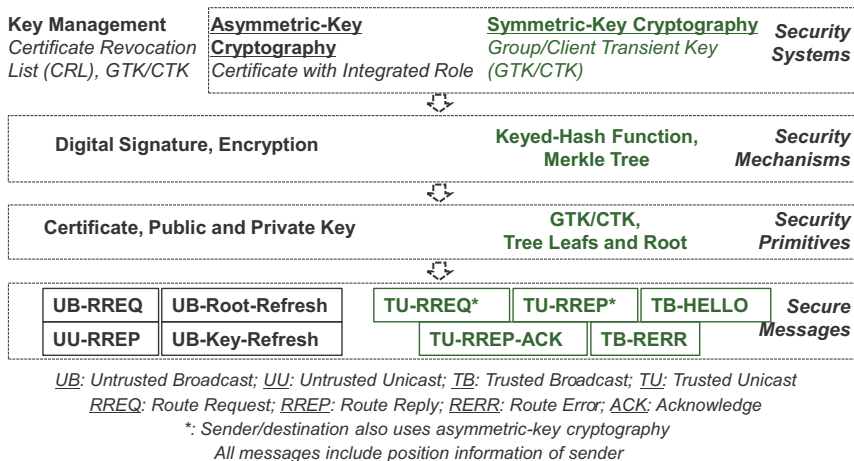 Key Management
Certificate Revocation
List (CRL), GTK/CTK
Asymmetric-Key
Cryptography
Certificate with Integrated Role
Symmetric-Key Cryptography
Group/Client Transient Key
(GTK/CTK)
Security
Systems
Digital Signature, Encryption
Keyed-Hash Function,
Merkle Tree
Security
Mechanisms
Certificate, Public and Private Key
GTK/CTK,
Tree Leafs and Root
Security
Primitives
UB-RREQ
UB-Root-Refresh
UU-RREP
UB-Key-Refresh
TU-RREQ*
TU-RREP*
TB-HELLO
TU-RREP-ACK
TB-RERR
Secure
Messages
UB: Untrusted Broadcast; UU: Untrusted Unicast; TB: Trusted Broadcast; TU: Trusted Unicast
RREQ: Route Request; RREP: Route Reply; RERR: Route Error; ACK: Acknowledge
*: Sender/destination also uses asymmetric-key cryptography
All messages include position information of sender